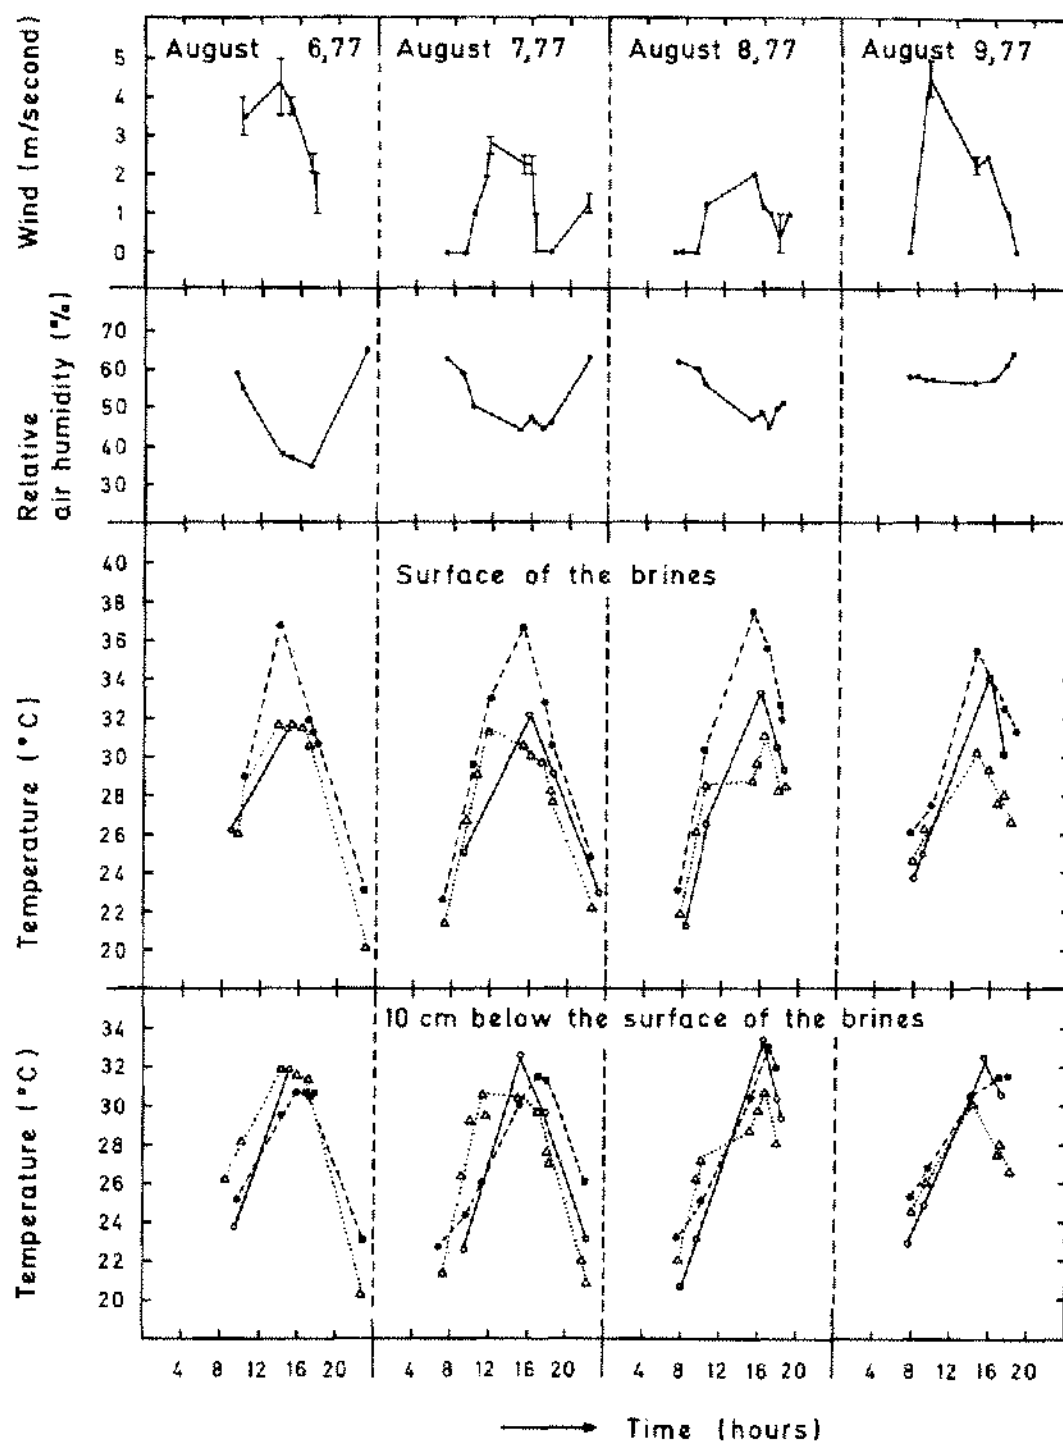 August 6,77
August 7,77
August 8,77
August 9,77
Wind (m/second)
5
4
3
2
1
0
Relative
air humidity (%)
70
60
50
40
30
Surface of the brines
Temperature (°C)
40
38
36
34
32
30
28
26
24
22
20
10 cm below the surface of the brines
Temperature (°C)
34
32
30
28
26
24
22
20
4 8 12 16 20 4 8 12 16 20 4 8 12 16 20 4 8 12 16 20
Time (hours)